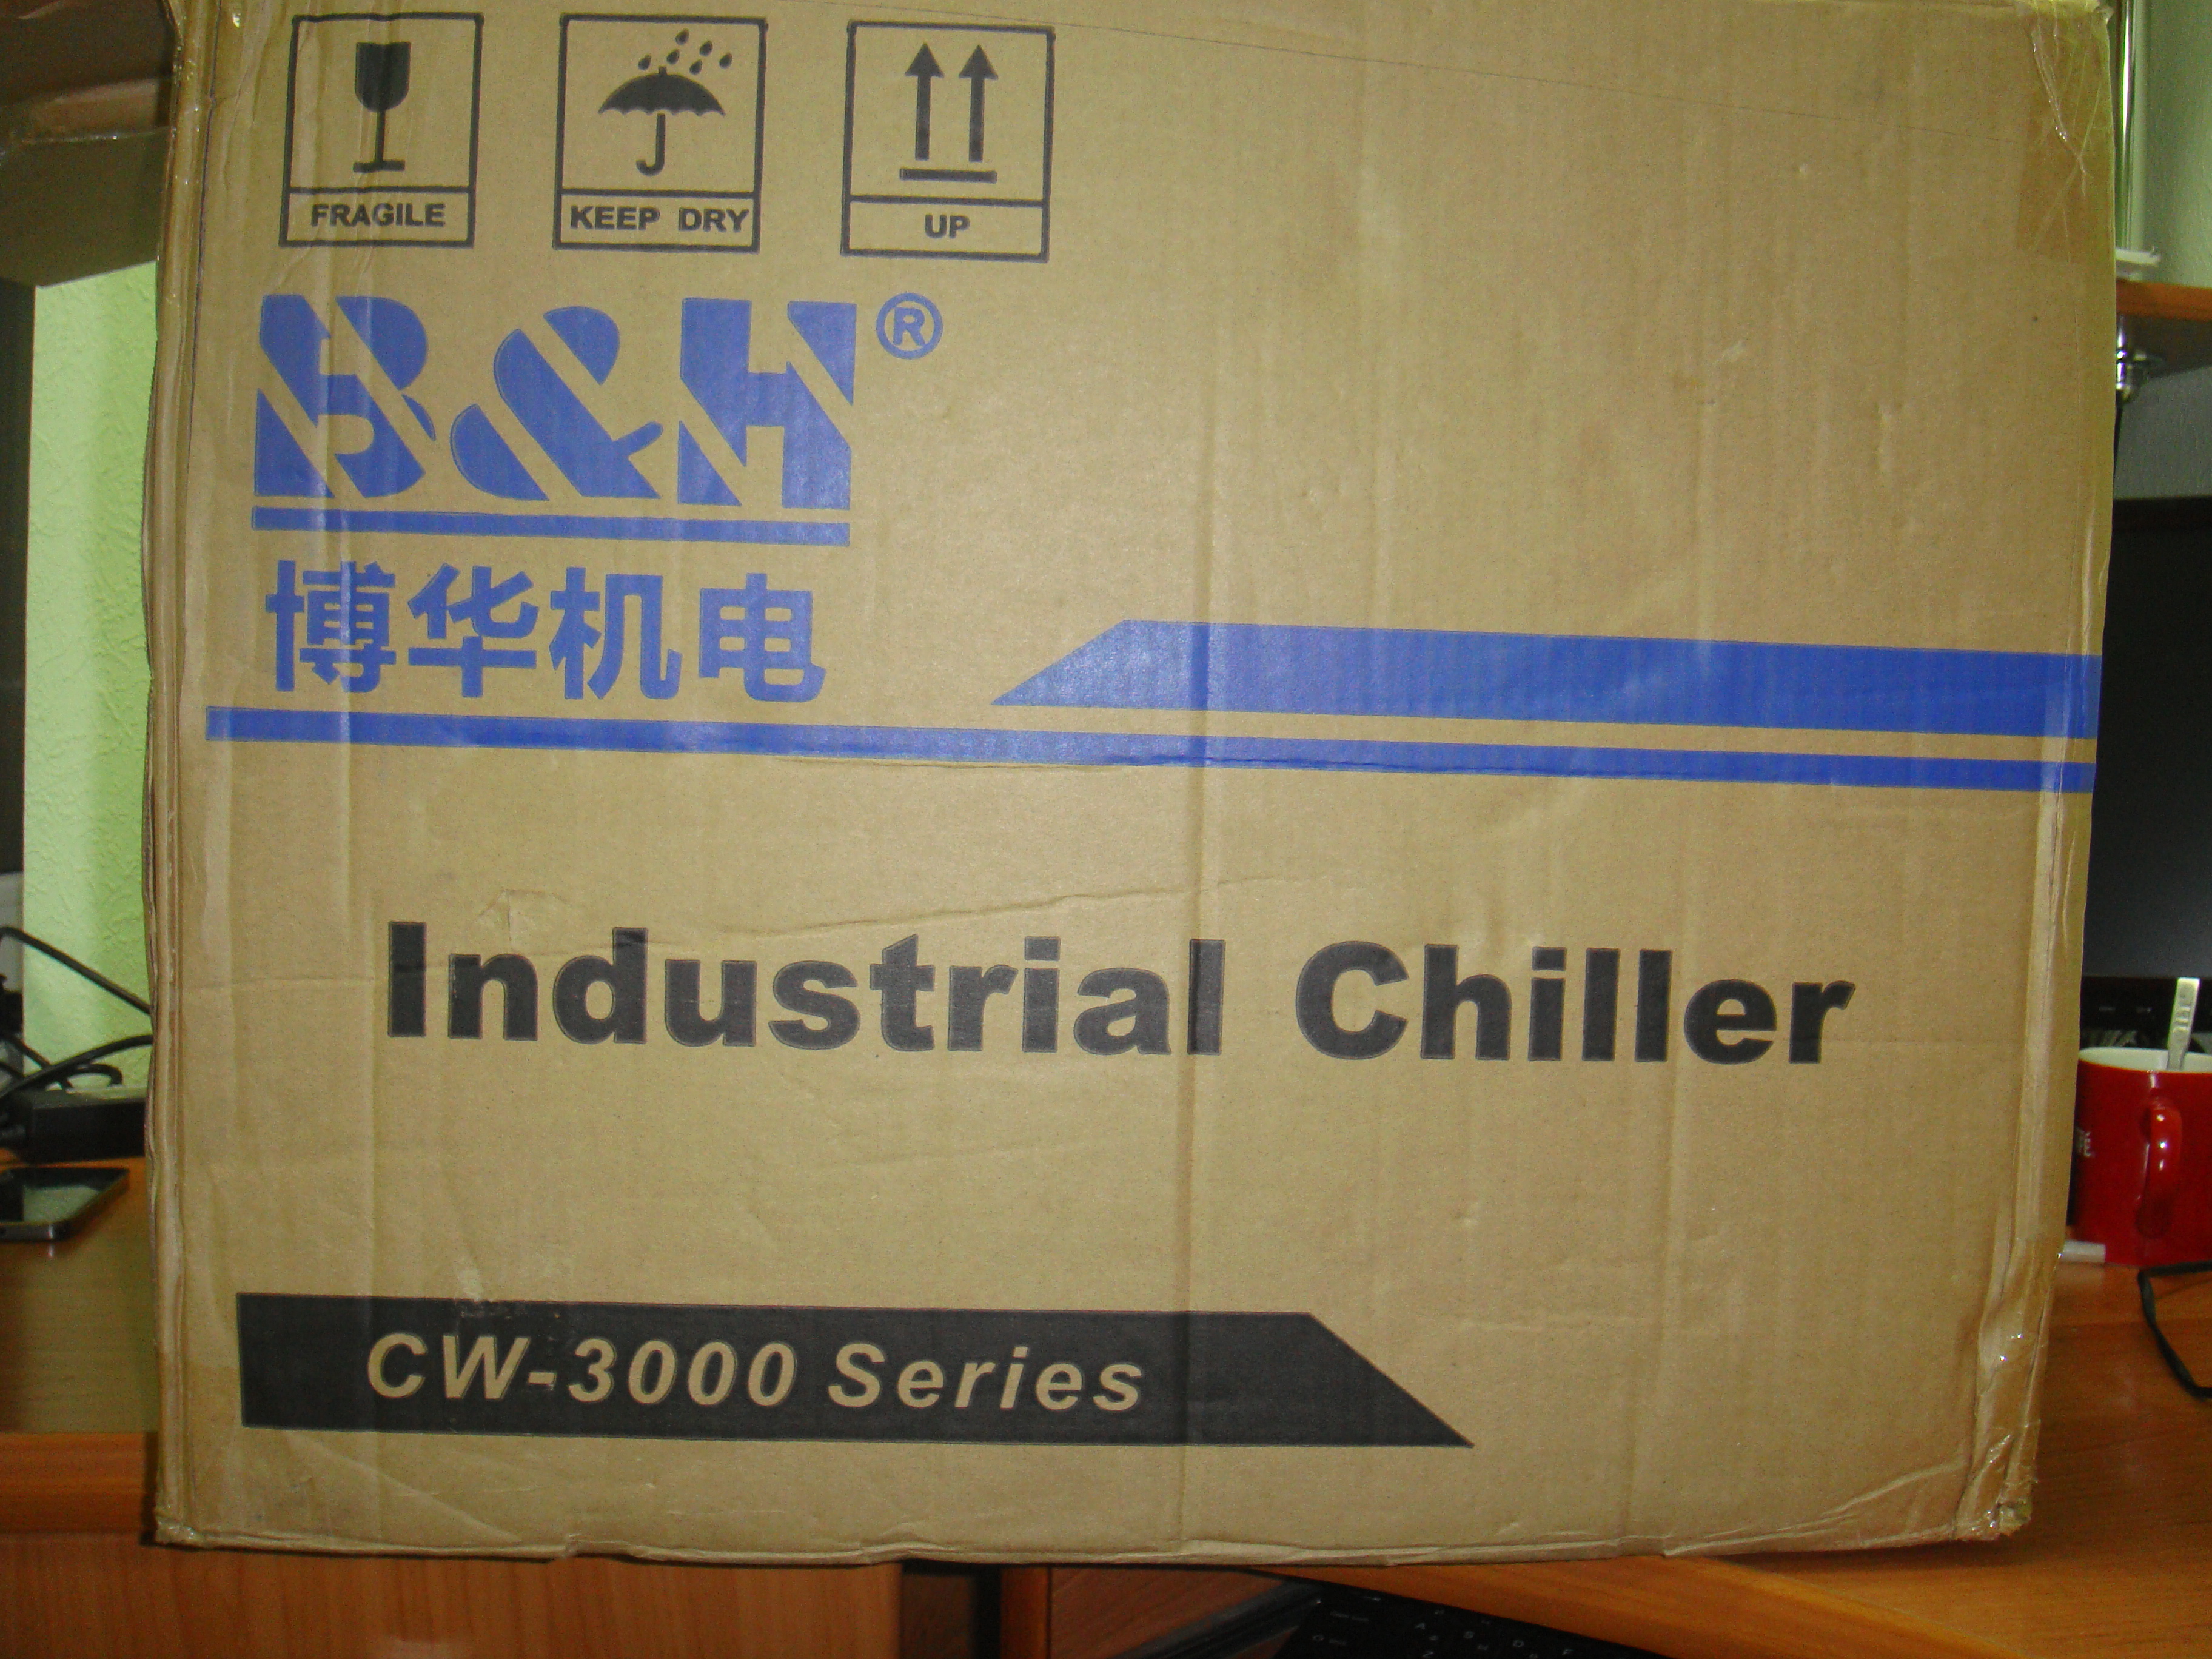 FRAGILE
KEEP DRY
UP
B&H®
博华机电
Industrial Chiller
CW-3000 Series